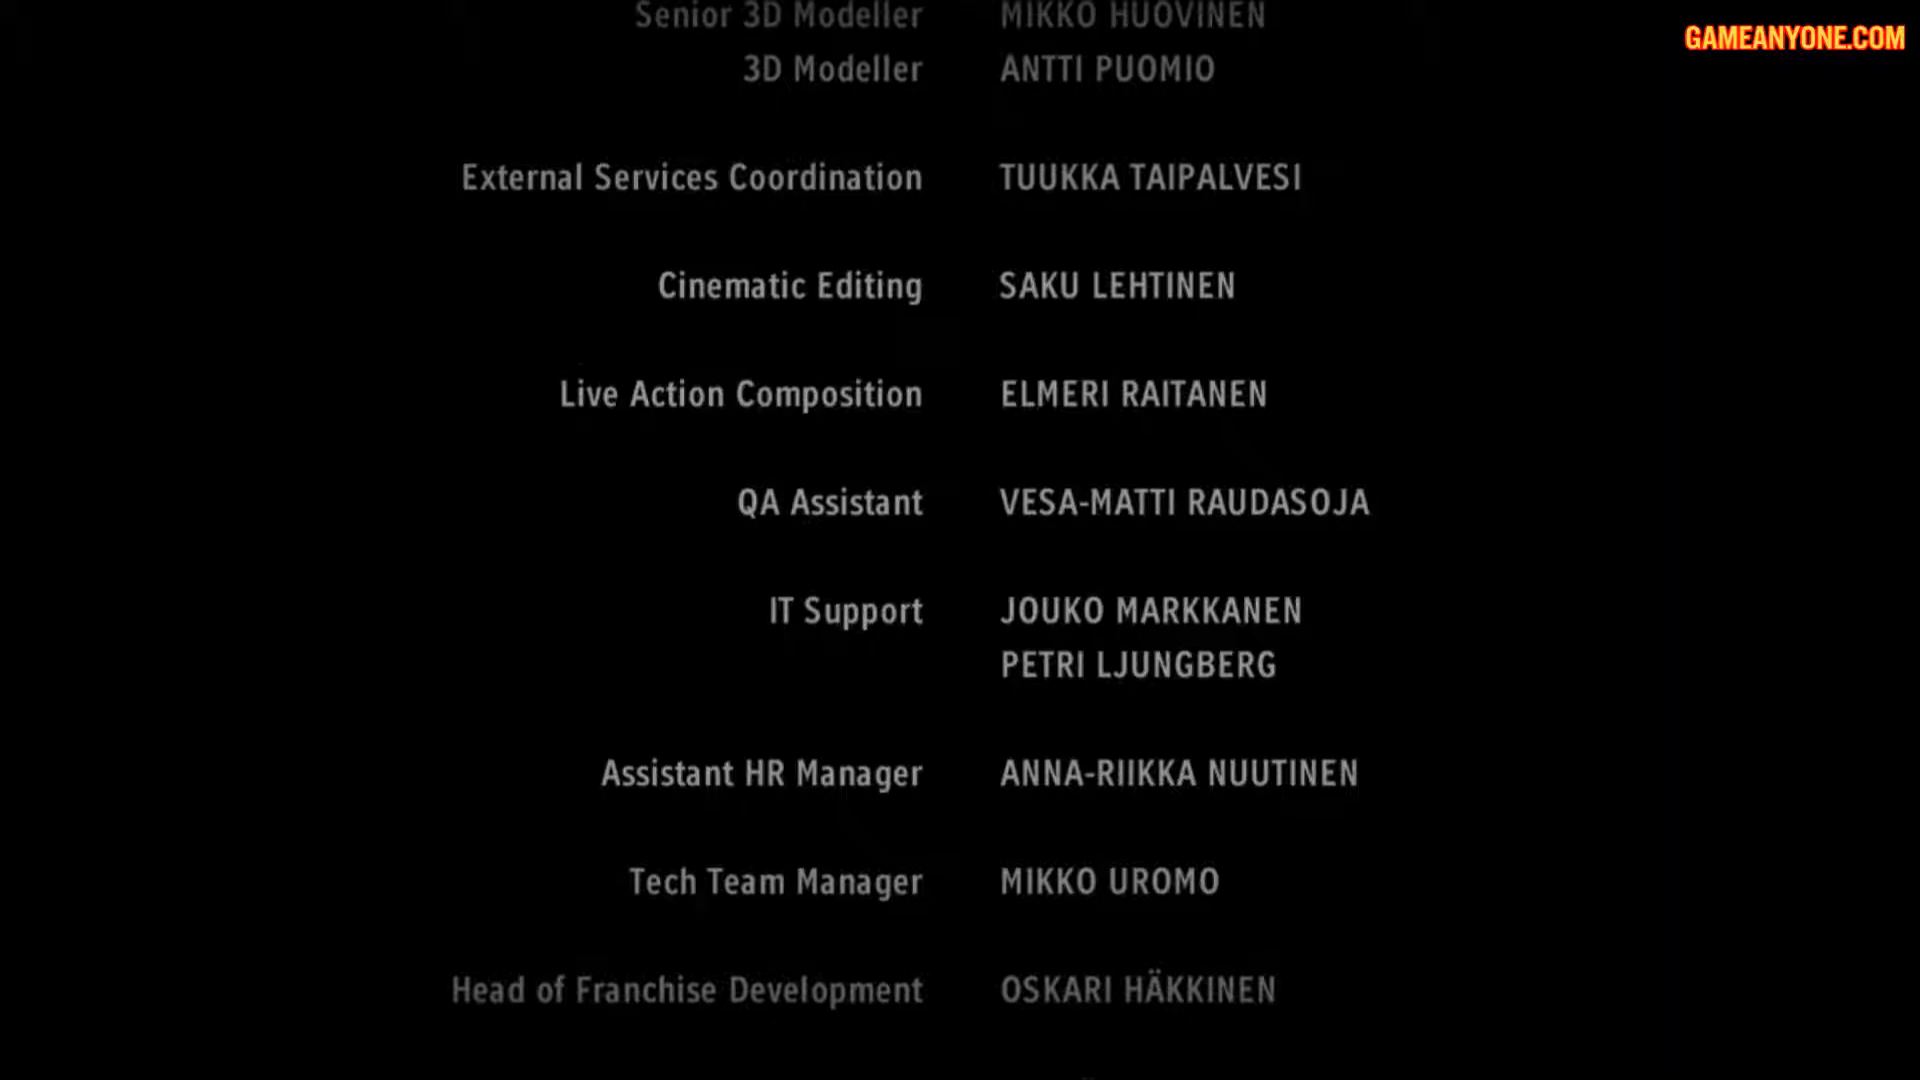 Senior 3D Modeller MIKKO HUOVINEN
GAMEANYONE.COM
3D Modeller ANTTI PUOMIO
External Services Coordination TUUKKA TAIPALVESI
Cinematic Editing SAKU LEHTINEN
Live Action Composition ELMERI RAITANEN
QA Assistant VESA-MATTI RAUDASOJA
IT Support JOUKO MARKKANEN
PETRI LJUNGBERG
Assistant HR Manager ANNA-RIIKKA NUUTINEN
Tech Team Manager MIKKO UROMO
Head of Franchise Development OSKARI HÄKKINEN